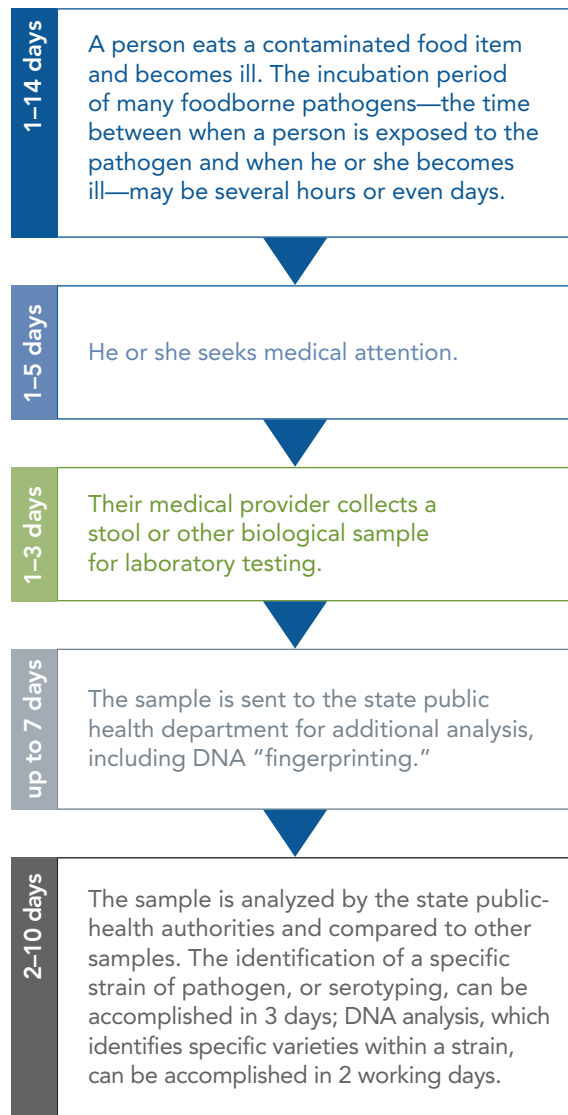 1–14 days
A person eats a contaminated food item
and becomes ill. The incubation period
of many foodborne pathogens—the time
between when a person is exposed to the
pathogen and when he or she becomes
ill—may be several hours or even days.
1–5 days
He or she seeks medical attention.
1–3 days
Their medical provider collects a
stool or other biological sample
for laboratory testing.
up to 7 days
The sample is sent to the state public
health department for additional analysis,
including DNA “fingerprinting.”
2–10 days
The sample is analyzed by the state public-
health authorities and compared to other
samples. The identification of a specific
strain of pathogen, or serotyping, can be
accomplished in 3 days; DNA analysis, which
identifies specific varieties within a strain,
can be accomplished in 2 working days.